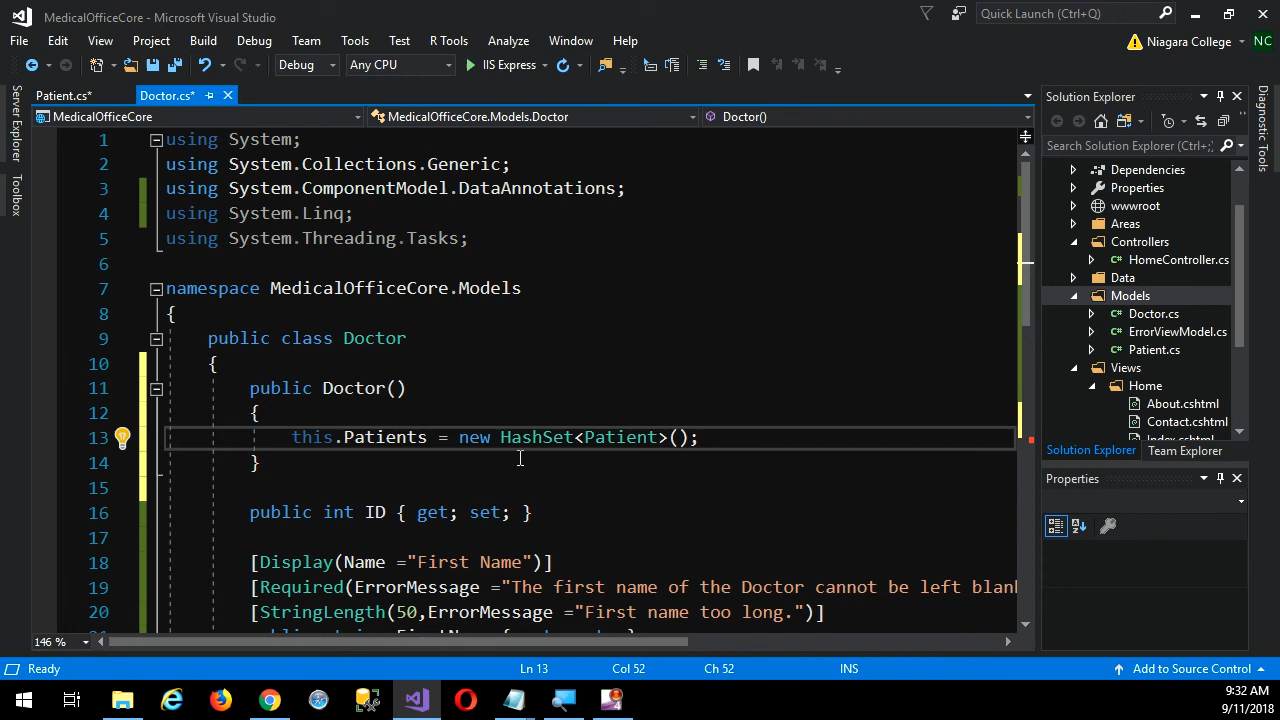 MedicalOfficeCore - Microsoft Visual Studio
Quick Launch (Ctrl+Q)
File Edit View Project Build Debug Team Tools Test R Tools Analyze Window Help
Niagara College NC
Debug Any CPU IIS Express
Server Explorer
Toolbox
Patient.cs* Doctor.cs*
MedicalOfficeCore MedicalOfficeCore.Models.Doctor Doctor()
1 using System;
2 using System.Collections.Generic;
3 using System.ComponentModel.DataAnnotations;
4 using System.Linq;
5 using System.Threading.Tasks;
6
7 namespace MedicalOfficeCore.Models
8 {
9 public class Doctor
10 {
11 public Doctor()
12 {
13 this.Patients = new HashSet<Patient>();
14 }
15
16 public int ID { get; set; }
17
18 [Display(Name ="First Name")]
19 [Required(ErrorMessage ="The first name of the Doctor cannot be left blank
20 [StringLength(50,ErrorMessage ="First name too long.")]
146 %
Solution Explorer
Search Solution Explorer (Ctrl+;)
Dependencies
Properties
wwwroot
Areas
Controllers
C# HomeController.cs
Data
Models
C# Doctor.cs
C# ErrorViewModel.cs
C# Patient.cs
Views
Home
About.cshtml
Contact.cshtml
Index.cshtml
Solution Explorer Team Explorer
Properties
Diagnostic Tools
Ready Ln 13 Col 52 Ch 52 INS Add to Source Control
9:32 AM
9/11/2018